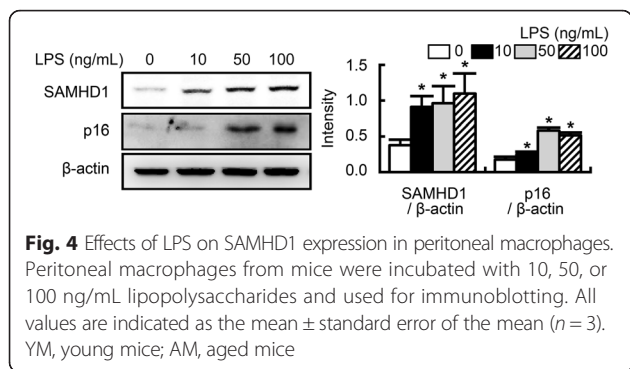 LPS (ng/mL) 0 10 50 100
SAMHD1
p16
β-actin
LPS (ng/mL)
0 10 50 100
Intensity
1.5
1.0
0.5
0.0
* * * * * *
SAMHD1 / β-actin
p16 / β-actin
Fig. 4 Effects of LPS on SAMHD1 expression in peritoneal macrophages.
Peritoneal macrophages from mice were incubated with 10, 50, or
100 ng/mL lipopolysaccharides and used for immunoblotting. All
values are indicated as the mean ± standard error of the mean (n = 3).
YM, young mice; AM, aged mice